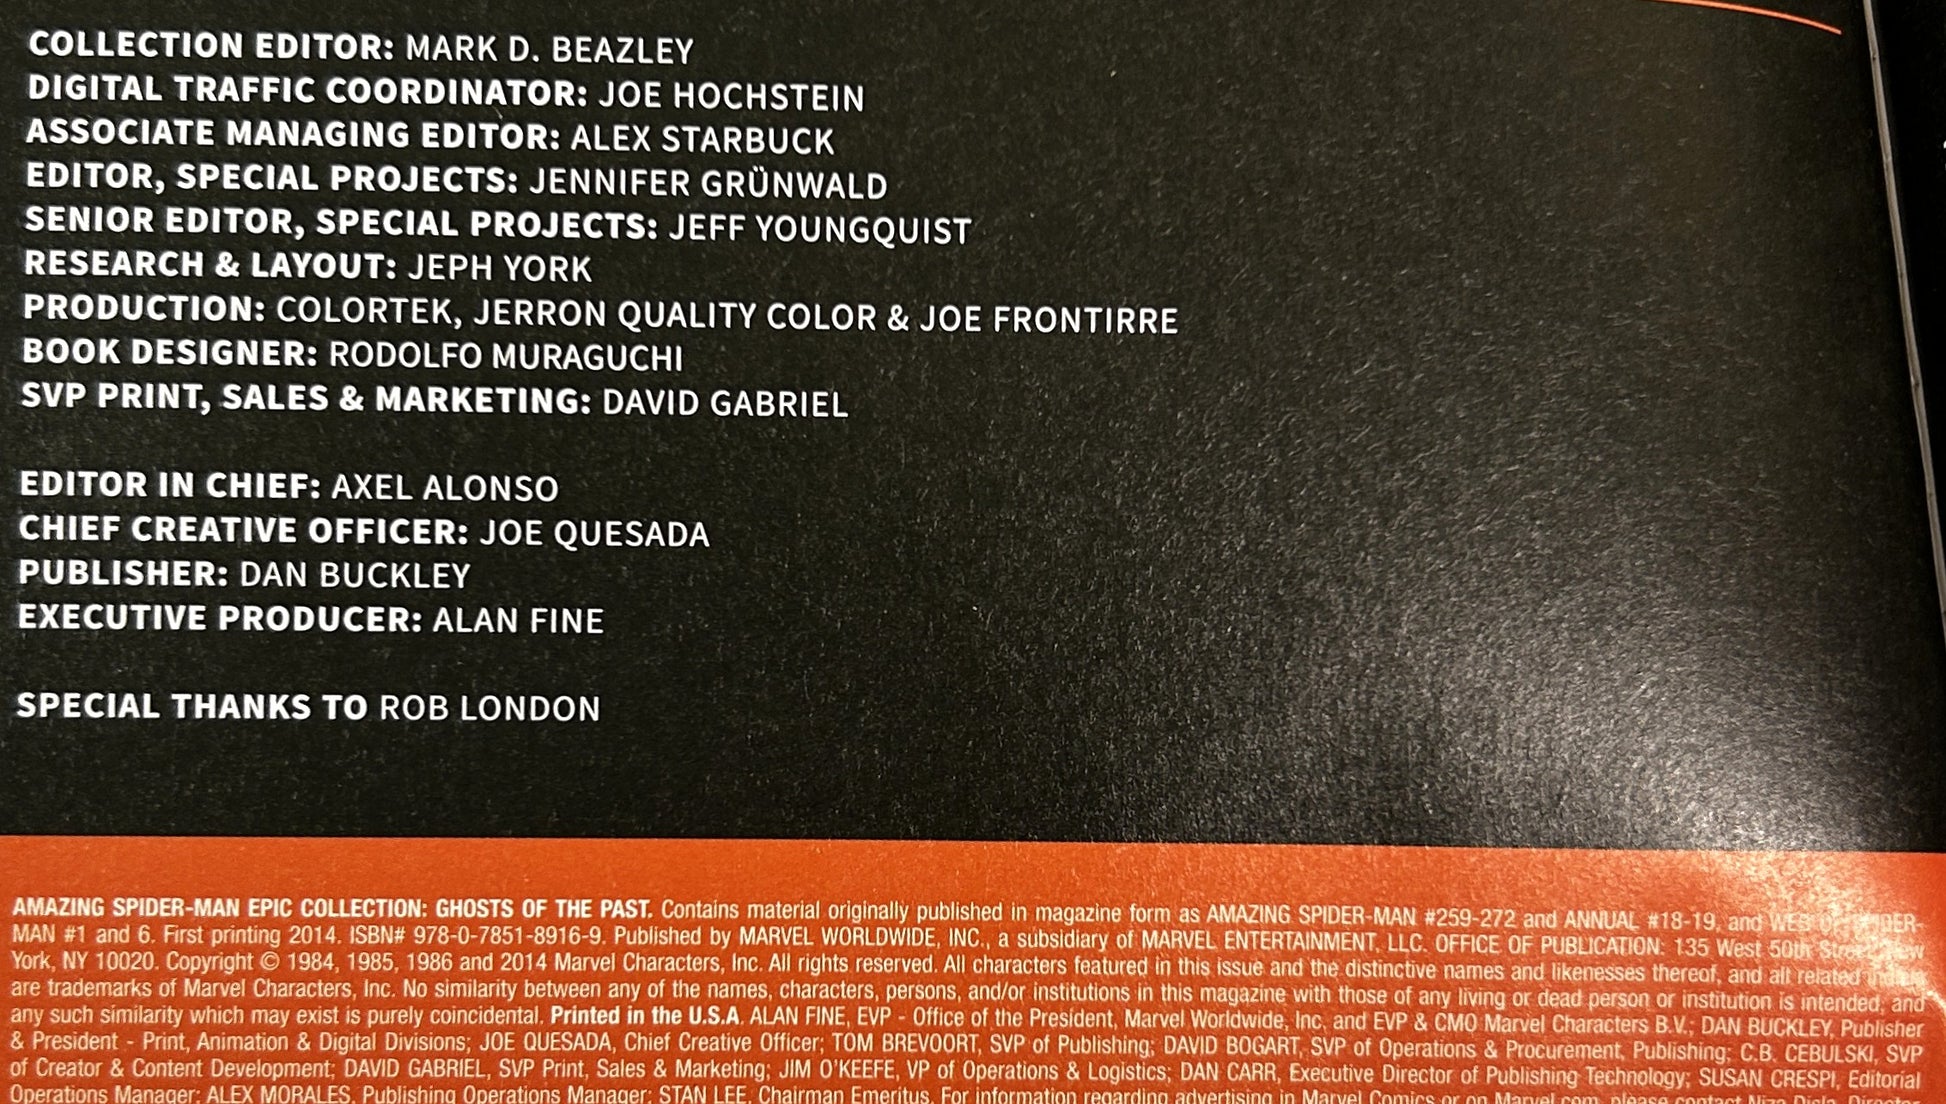 COLLECTION EDITOR: MARK D. BEAZLEY
DIGITAL TRAFFIC COORDINATOR: JOE HOCHSTEIN
ASSOCIATE MANAGING EDITOR: ALEX STARBUCK
EDITOR, SPECIAL PROJECTS: JENNIFER GRÜNWALD
SENIOR EDITOR, SPECIAL PROJECTS: JEFF YOUNGQUIST
RESEARCH & LAYOUT: JEPH YORK
PRODUCTION: COLORTEK, JERRON QUALITY COLOR & JOE FRONTIRRE
BOOK DESIGNER: RODOLFO MURAGUCHI
SVP PRINT, SALES & MARKETING: DAVID GABRIEL
EDITOR IN CHIEF: AXEL ALONSO
CHIEF CREATIVE OFFICER: JOE QUESADA
PUBLISHER: DAN BUCKLEY
EXECUTIVE PRODUCER: ALAN FINE
SPECIAL THANKS TO ROB LONDON
AMAZING SPIDER-MAN EPIC COLLECTION: GHOSTS OF THE PAST. Contains material originally published in magazine form as AMAZING SPIDER-MAN #259-272 and ANNUAL #18-19, and WEB OF SPIDER-
MAN #1 and 6. First printing 2014. ISBN# 978-0-7851-8916-9. Published by MARVEL WORLDWIDE, INC., a subsidiary of MARVEL ENTERTAINMENT, LLC. OFFICE OF PUBLICATION: 135 West 50th Street, New
York, NY 10020. Copyright © 1984, 1985, 1986 and 2014 Marvel Characters, Inc. All rights reserved. All characters featured in this issue and the distinctive names and likenesses thereof, and all related
are trademarks of Marvel Characters, Inc. No similarity between any of the names, characters, persons, and/or institutions in this magazine with those of any living or dead person or institution is intended, and
any such similarity which may exist is purely coincidental. Printed in the U.S.A. ALAN FINE, EVP - Office of the President, Marvel Worldwide, Inc. and EVP & CMO Marvel Characters B.V.; DAN BUCKLEY, Publisher
& President - Print, Animation & Digital Divisions; JOE QUESADA, Chief Creative Officer; TOM BREVOORT, SVP of Publishing; DAVID BOGART, SVP of Operations & Procurement, Publishing; C.B. CEBULSKI, SVP
of Creator & Content Development; DAVID GABRIEL, SVP Print, Sales & Marketing; JIM O'KEEFE, VP of Operations & Logistics; DAN CARR, Executive Director of Publishing Technology; SUSAN CRESPI, Editorial
Operations Manager; ALEX MORALES, Publishing Operations Manager; STAN LEE, Chairman Emeritus. For information regarding advertising in Marvel Comics or on Marvel.com, please contact Niza Disla, Director